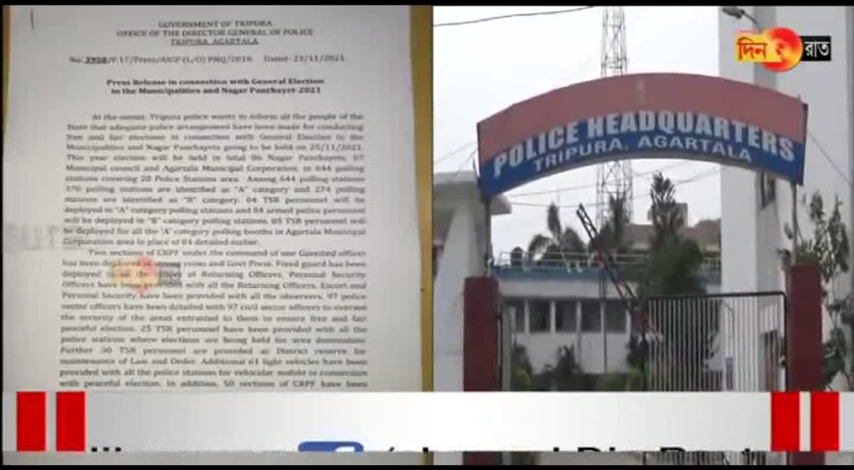 GOVERNMENT OF TRIPURA
OFFICE OF THE DIRECTOR GENERAL OF POLICE
TRIPURA, AGARTALA
No. 3950/F.17/Press/AIGP (L/O) PHQ/2019. Dated- 23/11/2021.
Press Release in connection with General Election
to the Municipalities and Nagar Panchayet-2021
At the outset, Tripura police wants to inform all the people of the
State that adequate police arrangement have been made for conducting
free and fair elections in connection with General Election to the
Municipalities and Nagar Panchayets going to be held on 25/11/2021.
This year election will be held in total 06 Nagar Panchayets, 07
Municipal council and Agartala Municipal Corporation, in 644 polling
stations covering 20 Police Stations area. Among 644 polling stations
370 polling stations are identified as "A" category and 274 polling
stations are identified as "B" category. 04 TSR personnel will be
deployed in "A" category polling stations and 04 armed police personnel
will be deployed in "B" category polling stations. 05 TSR personnel will
be deployed for all the 'A' category polling booths in Agartala Municipal
Corporation area in place of 04 detailed earlier.
Two sections of CRPF under the command of one Gazetted officer
has been deployed at strong room and Govt Press. Fixed guard has been
deployed in all the offices of Returning Officers, Personal Security
Officers have been provided with all the Returning Officers, Escort and
Personal Security have been provided with all the observers. 97 police
sector officers have been detailed with 97 civil sector officers to oversee
the security of the areas entrusted to them to ensure free and fair
peaceful election. 25 TSR personnel have been provided with all the
police stations where elections are being held for area domination.
Further 30 TSR personnel are provided as District reserve for
maintenance of Law and Order. Additional 61 light vehicles have been
provided with all the police stations for vehicular mobile in connection
with peaceful election. In addition, 50 sections of CRPF have been
দিন রাত
POLICE HEADQUARTERS
TRIPURA, AGARTALA